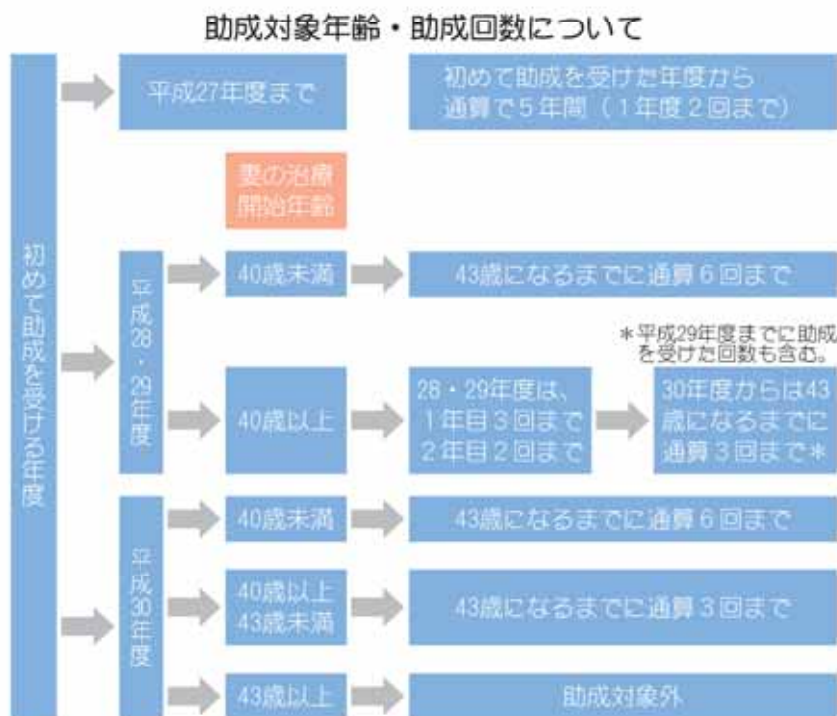 助成対象年齢・助成回数について
初めて助成を受ける年度
平成27年度まで
初めて助成を受けた年度から
通算で５年間（１年度２回まで）
妻の治療
開始年齢
平成28・29年度
40歳未満
43歳になるまでに通算６回まで
＊平成29年度までに助成
を受けた回数も含む。
40歳以上
28・29年度は、
１年目３回まで
２年目２回まで
30年度からは43
歳になるまでに
通算３回まで＊
平成30年度
40歳未満
43歳になるまでに通算６回まで
40歳以上
43歳未満
43歳になるまでに通算３回まで
43歳以上
助成対象外